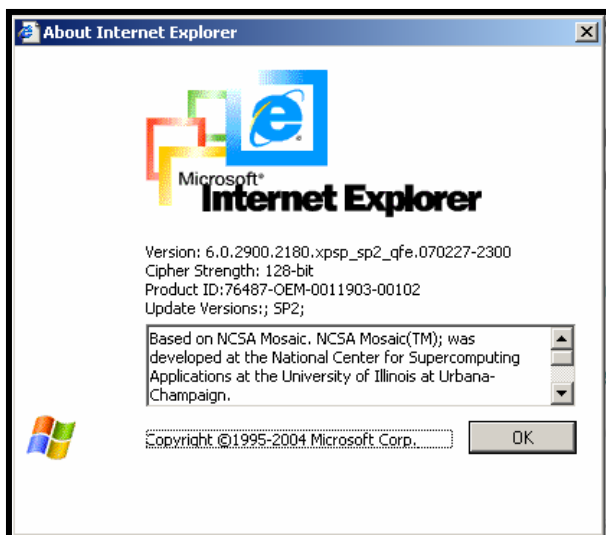 About Internet Explorer
Microsoft®
Internet Explorer
Version: 6.0.2900.2180.xpsp_sp2_qfe.070227-2300
Cipher Strength: 128-bit
Product ID:76487-OEM-0011903-00102
Update Versions:; SP2;
Based on NCSA Mosaic. NCSA Mosaic(TM); was
developed at the National Center for Supercomputing
Applications at the University of Illinois at Urbana-
Champaign.
Copyright ©1995-2004 Microsoft Corp.
OK